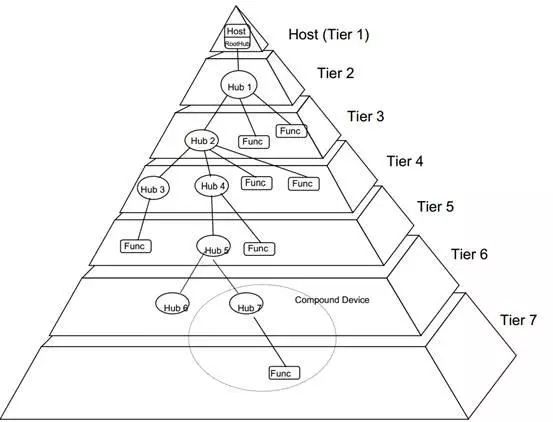 Host
RootHub
Host (Tier 1)
Tier 2
Hub 1
Tier 3
Func
Func
Hub 2
Tier 4
Hub 3
Hub 4
Func
Func
Tier 5
Func
Hub 5
Func
Tier 6
Hub 6
Hub 7
Compound Device
Tier 7
Func